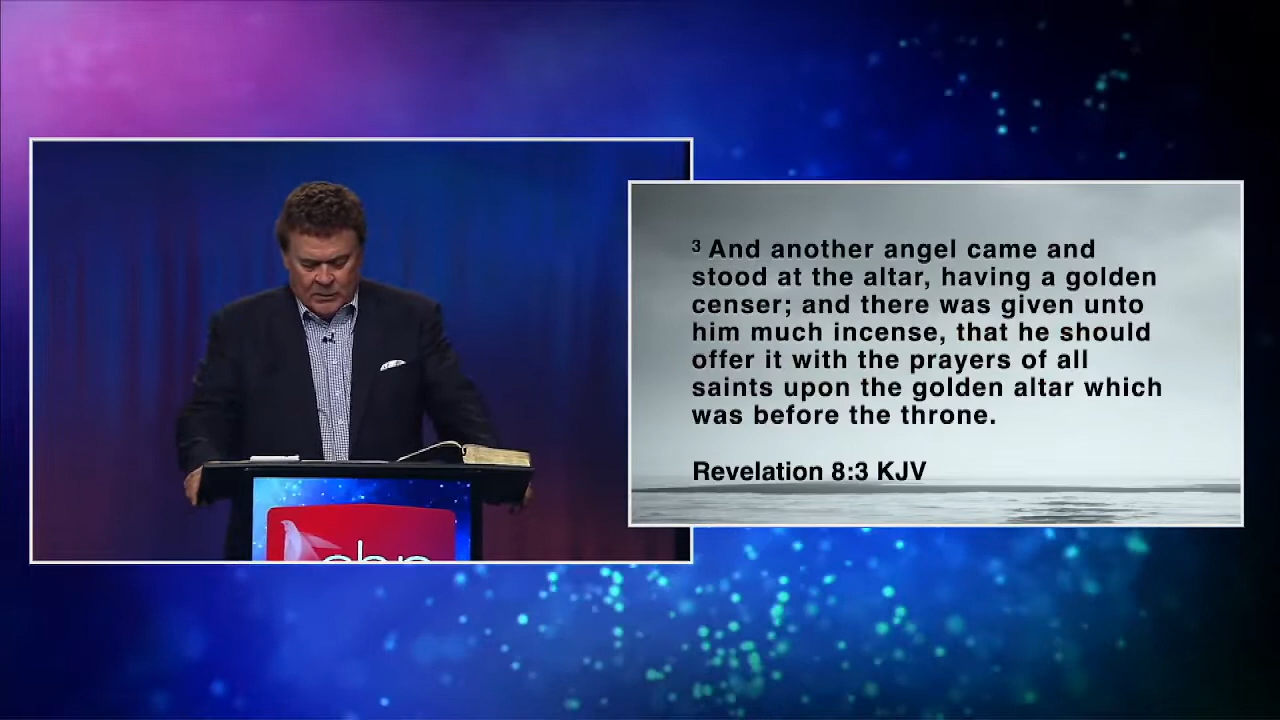 3 And another angel came and
stood at the altar, having a golden
censer; and there was given unto
him much incense, that he should
offer it with the prayers of all
saints upon the golden altar which
was before the throne.
Revelation 8:3 KJV